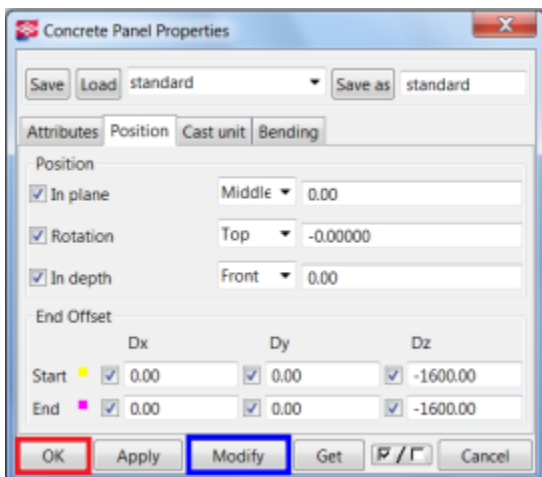 Concrete Panel Properties
Save Load standard Save as standard
Attributes Position Cast unit Bending
Position
In plane Middle 0.00
Rotation Top -0.00000
In depth Front 0.00
End Offset
Dx Dy Dz
Start 0.00 0.00 -1600.00
End 0.00 0.00 -1600.00
OK Apply Modify Get / Cancel